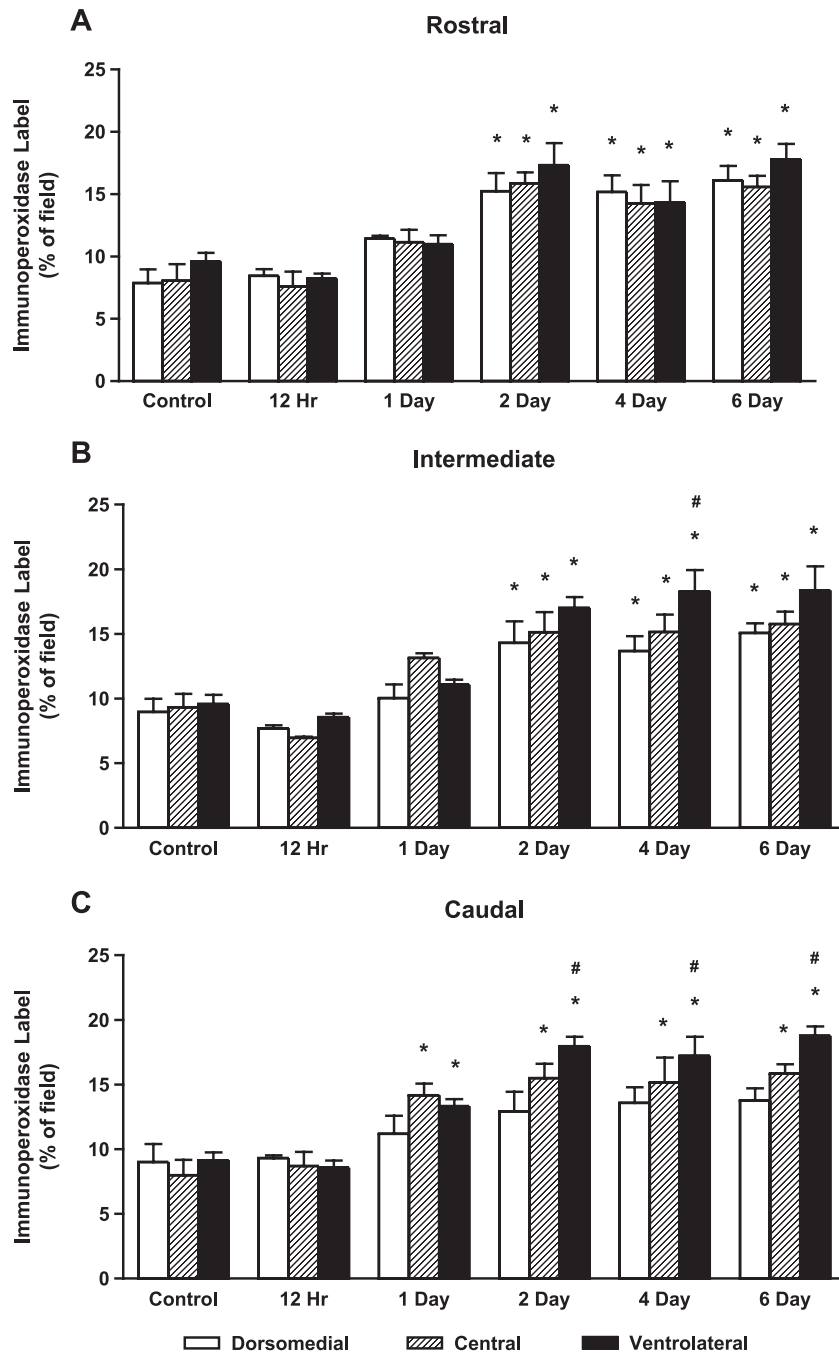 A
Rostral
Immunoperoxidase Label
(% of field)
25
20
15
10
5
0
* * * * * * * * *
Control 12 Hr 1 Day 2 Day 4 Day 6 Day
B
Intermediate
Immunoperoxidase Label
(% of field)
25
20
15
10
5
0
#
* * * * * * * * *
Control 12 Hr 1 Day 2 Day 4 Day 6 Day
C
Caudal
Immunoperoxidase Label
(% of field)
25
20
15
10
5
0
# # #
* * * * * * * *
Control 12 Hr 1 Day 2 Day 4 Day 6 Day
Dorsomedial Central Ventrolateral